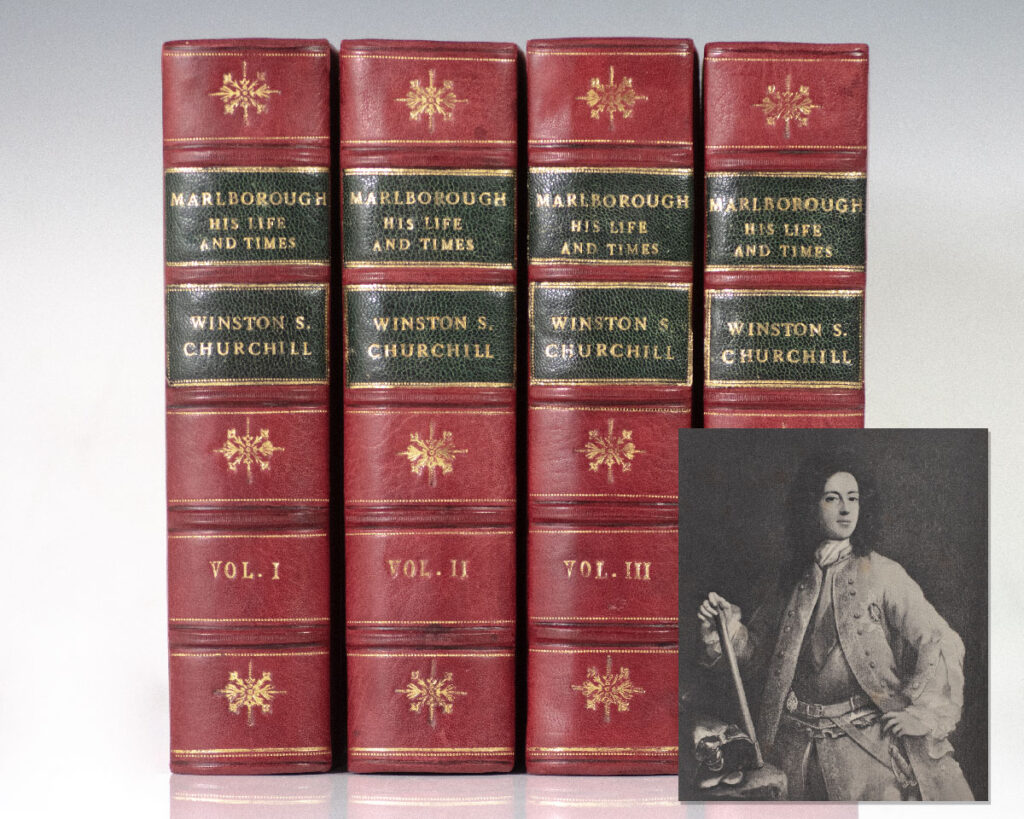 MARLBOROUGH
HIS LIFE
AND TIMES
WINSTON S.
CHURCHILL
VOL. I
MARLBOROUGH
HIS LIFE
AND TIMES
WINSTON S.
CHURCHILL
VOL. II
MARLBOROUGH
HIS LIFE
AND TIMES
WINSTON S.
CHURCHILL
VOL. III
MARLBOROUGH
HIS LIFE
AND TIMES
WINSTON S.
CHURCHILL